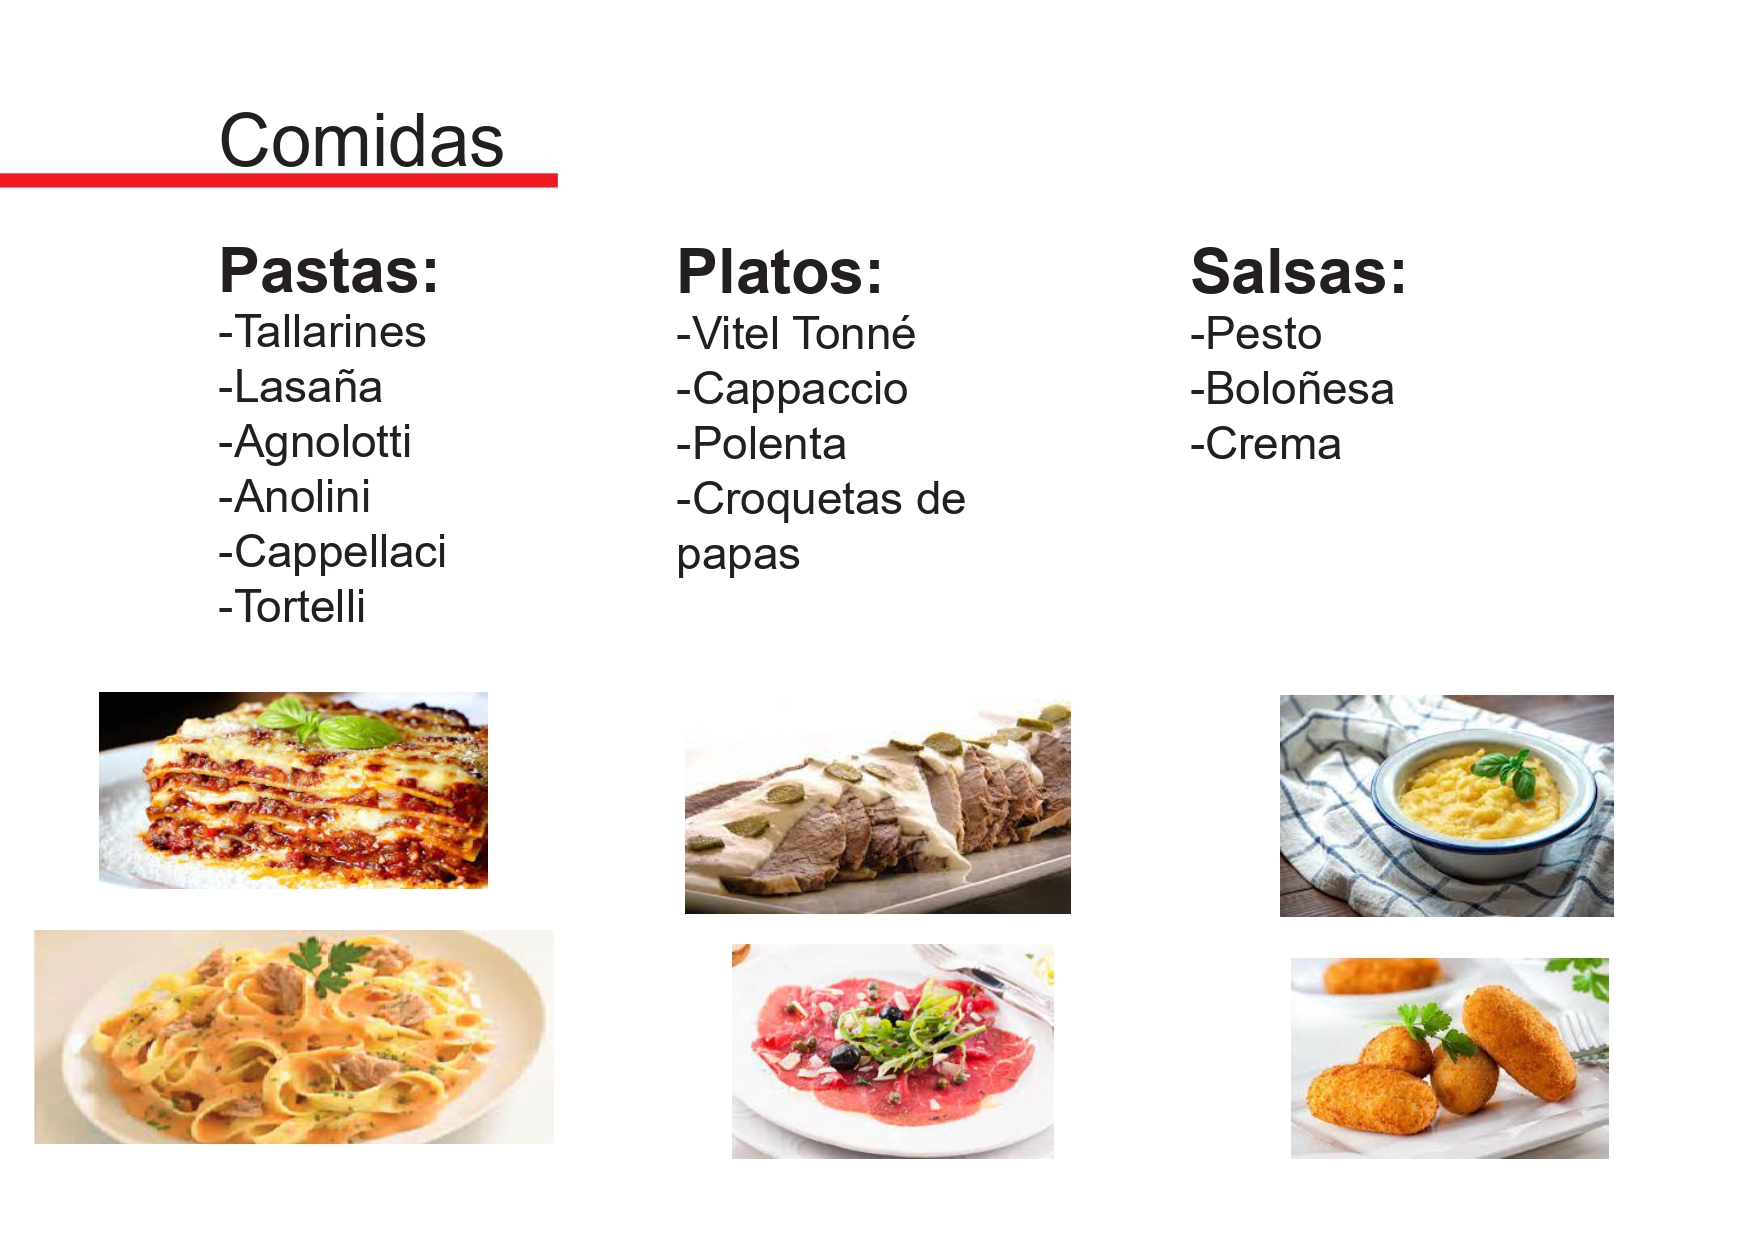 Comidas
Pastas:
-Tallarines
-Lasaña
-Agnolotti
-Anolini
-Cappellaci
-Tortelli
Platos:
-Vitel Tonné
-Cappaccio
-Polenta
-Croquetas de
papas
Salsas:
-Pesto
-Boloñesa
-Crema